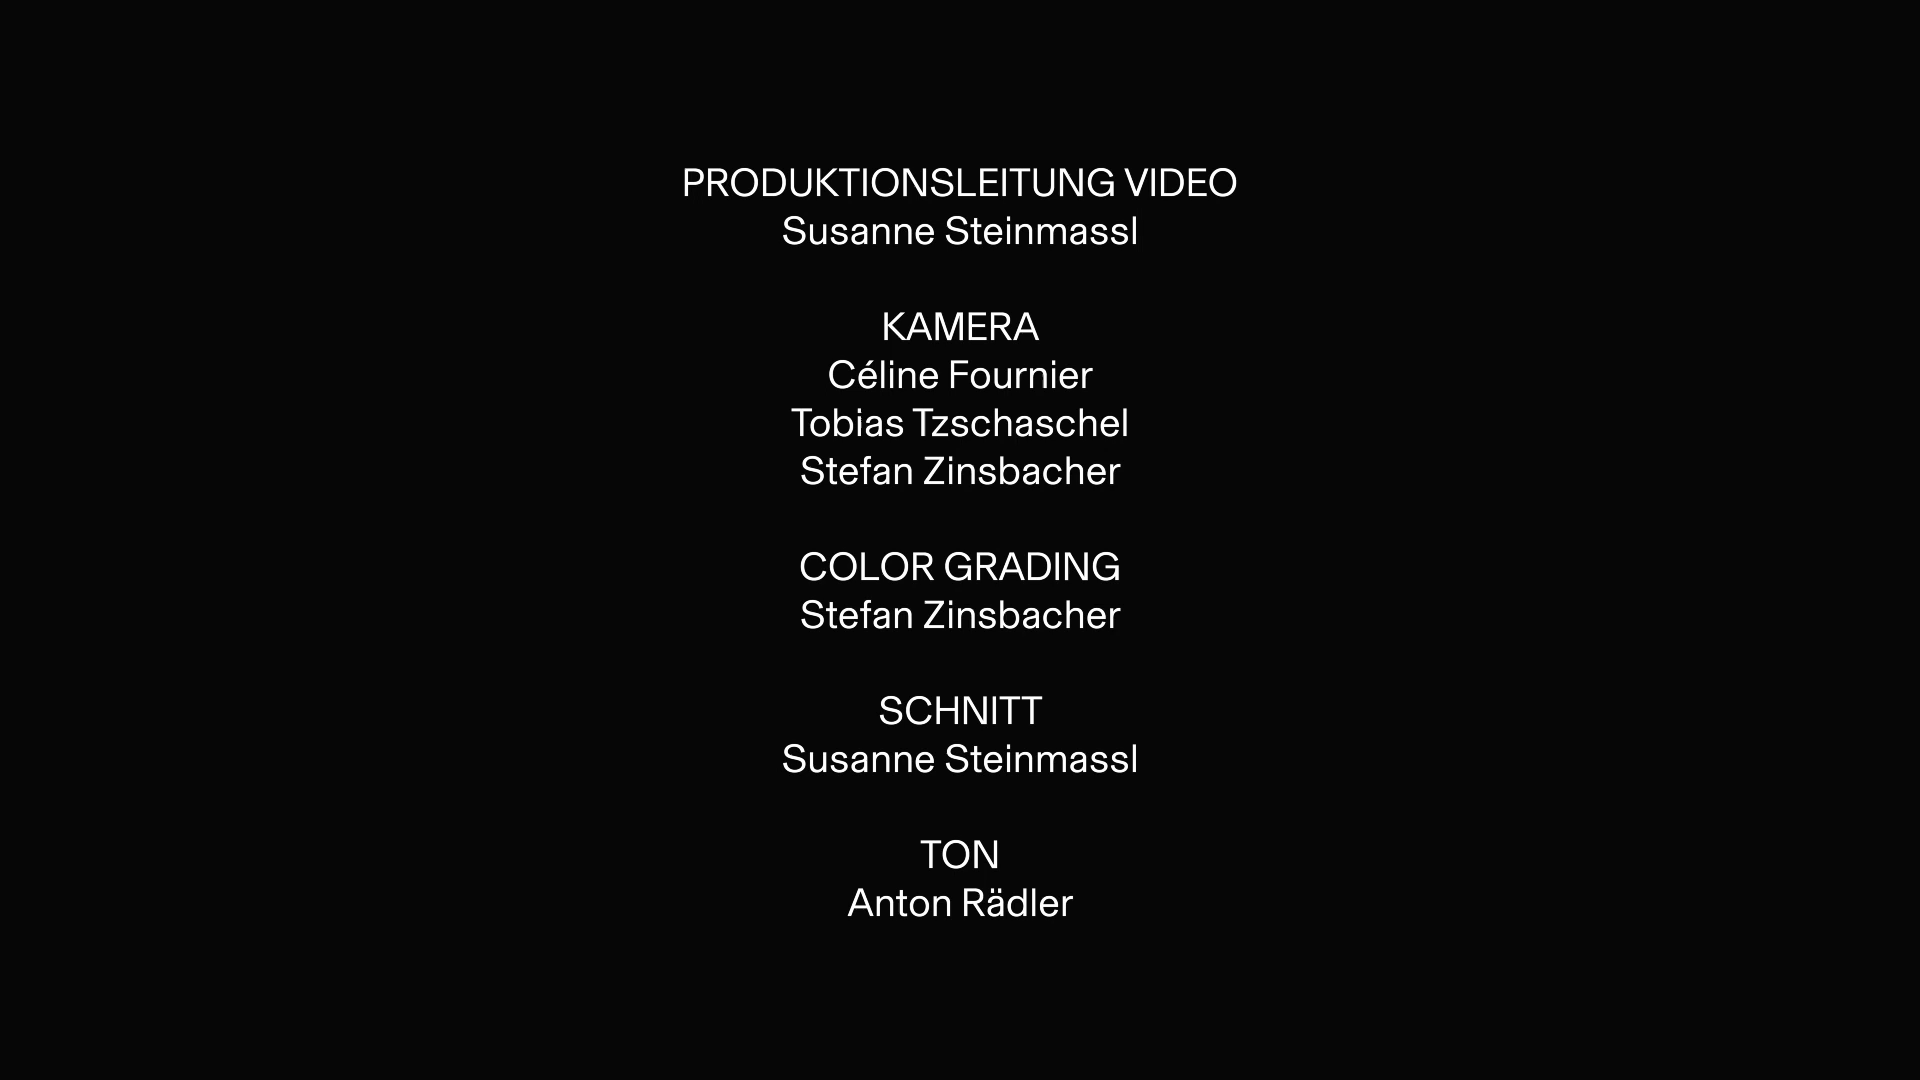 PRODUKTIONSLEITUNG VIDEO
Susanne Steinmassl
KAMERA
Céline Fournier
Tobias Tzschaschel
Stefan Zinsbacher
COLOR GRADING
Stefan Zinsbacher
SCHNITT
Susanne Steinmassl
TON
Anton Rädler